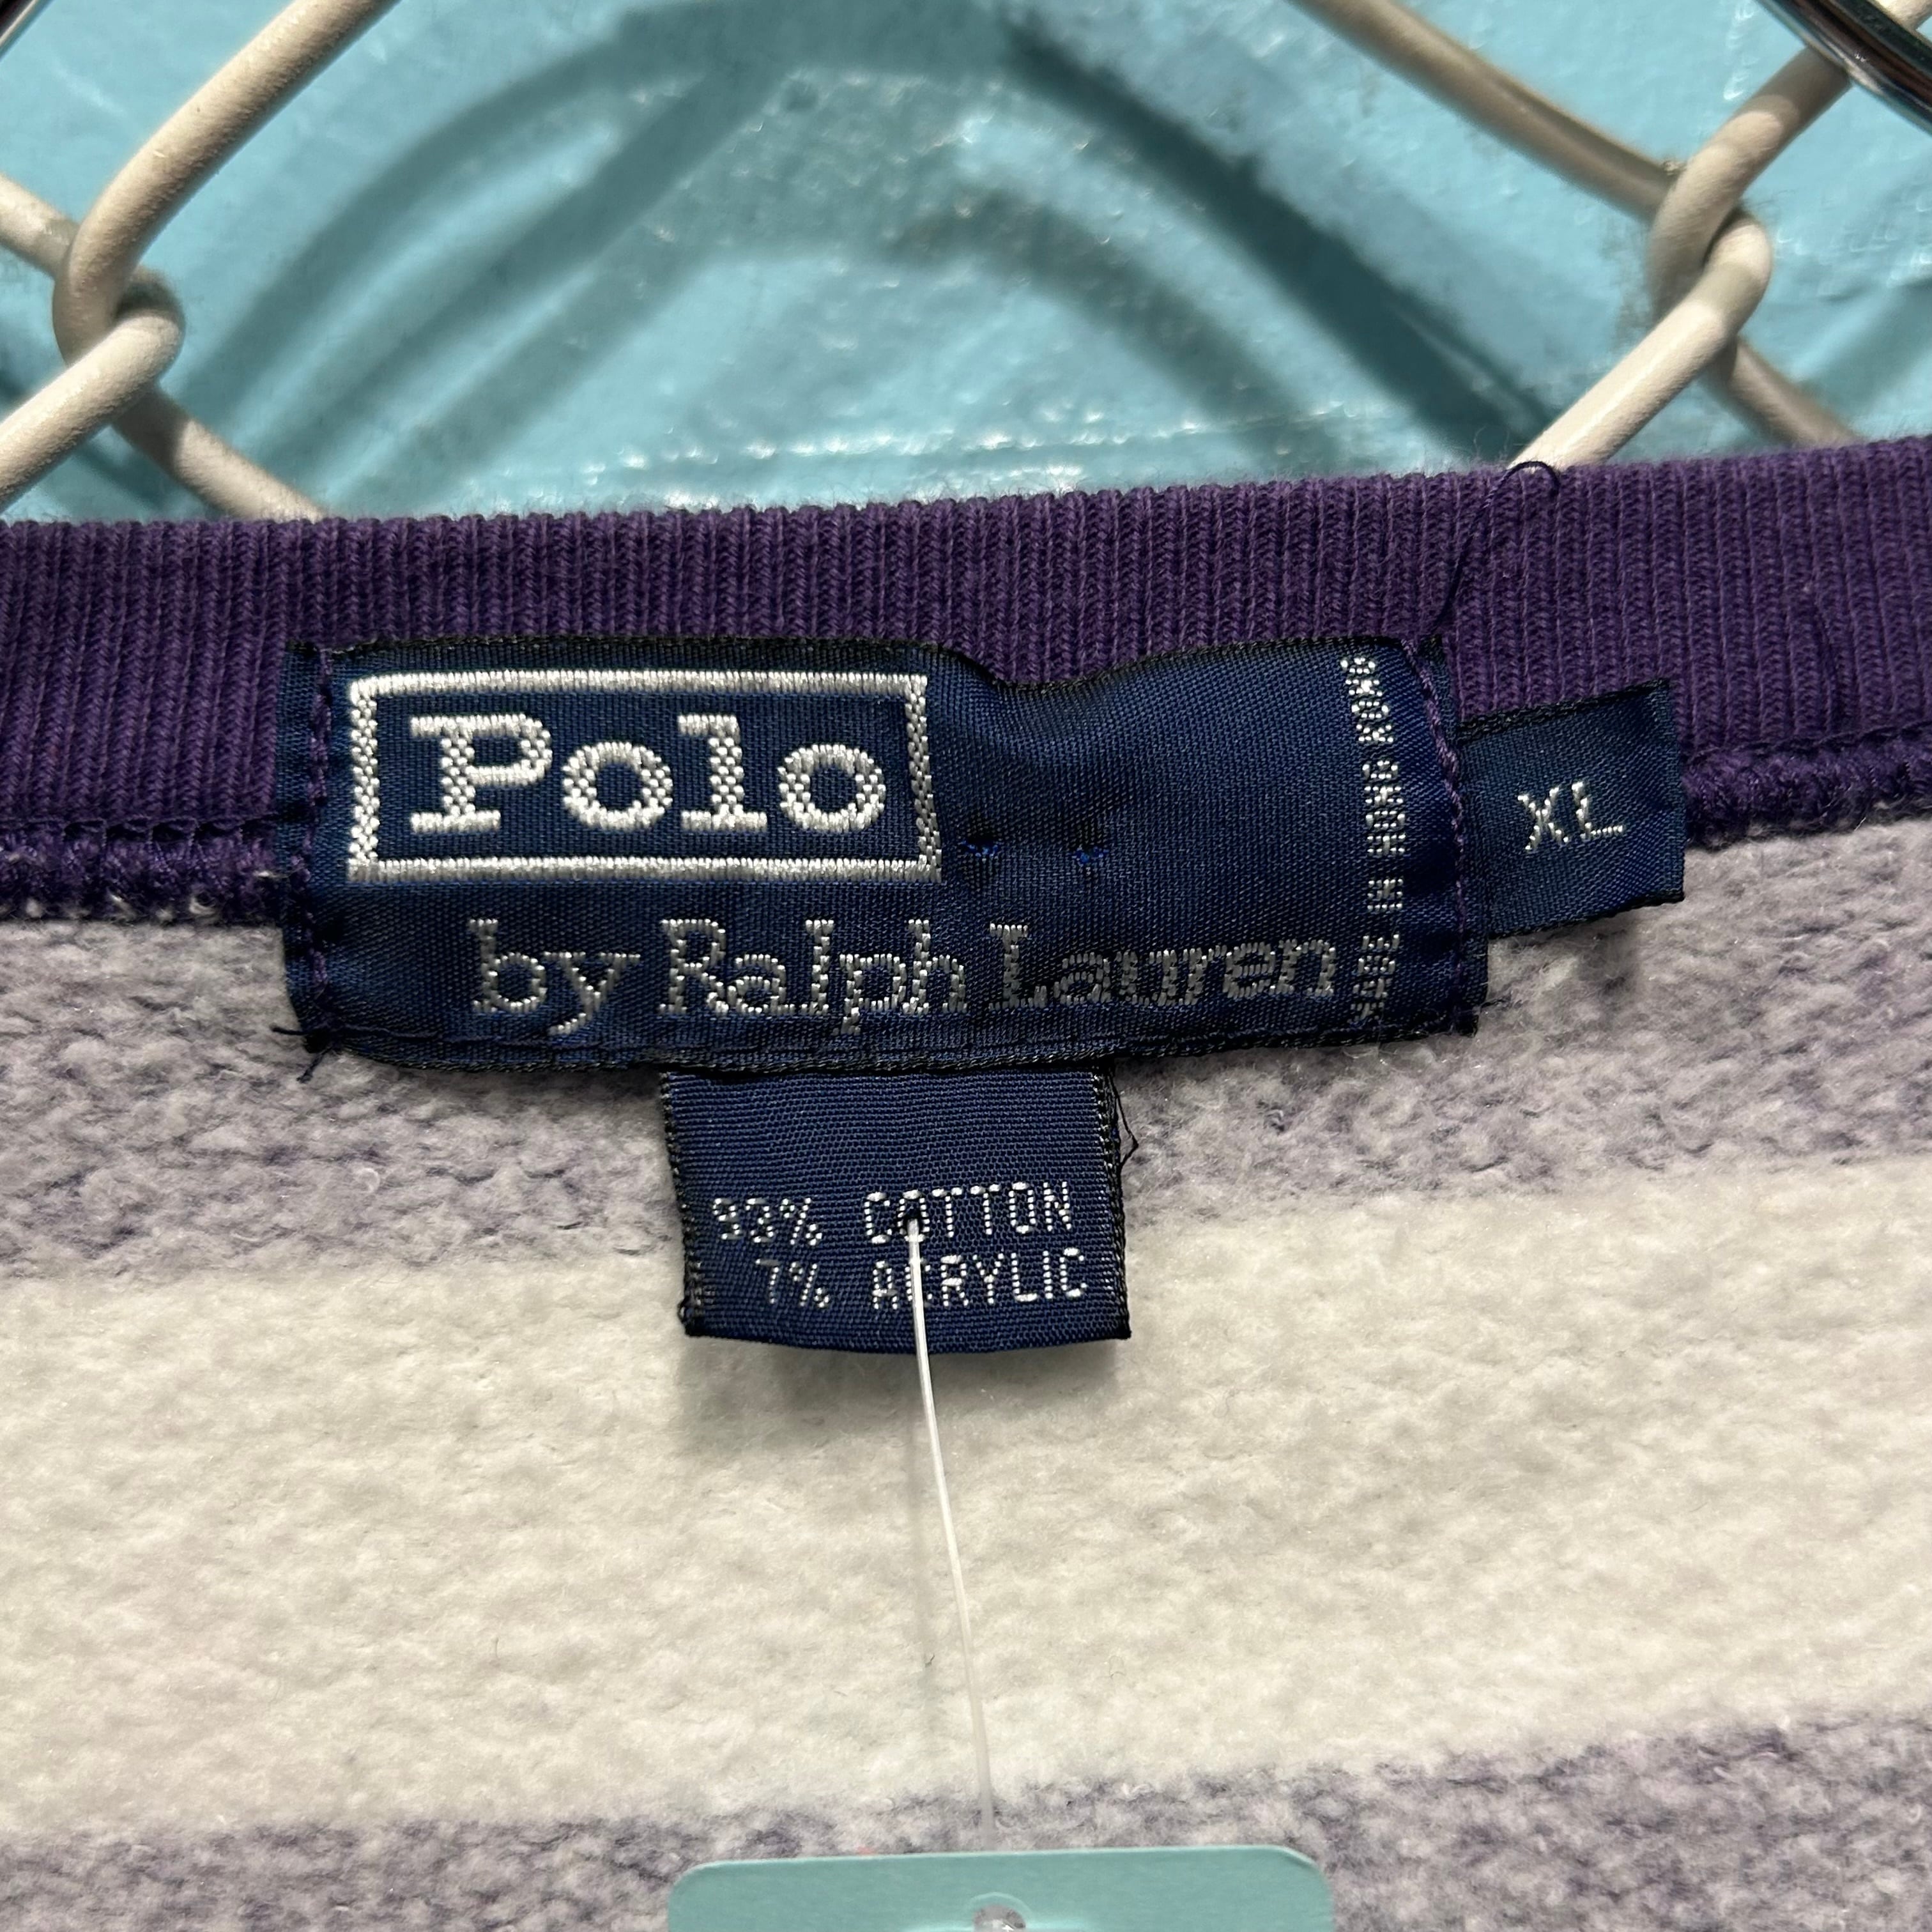 Polo
by Ralph Lauren
MADE IN HONG KONG
XL
93% COTTON
7% ACRYLIC